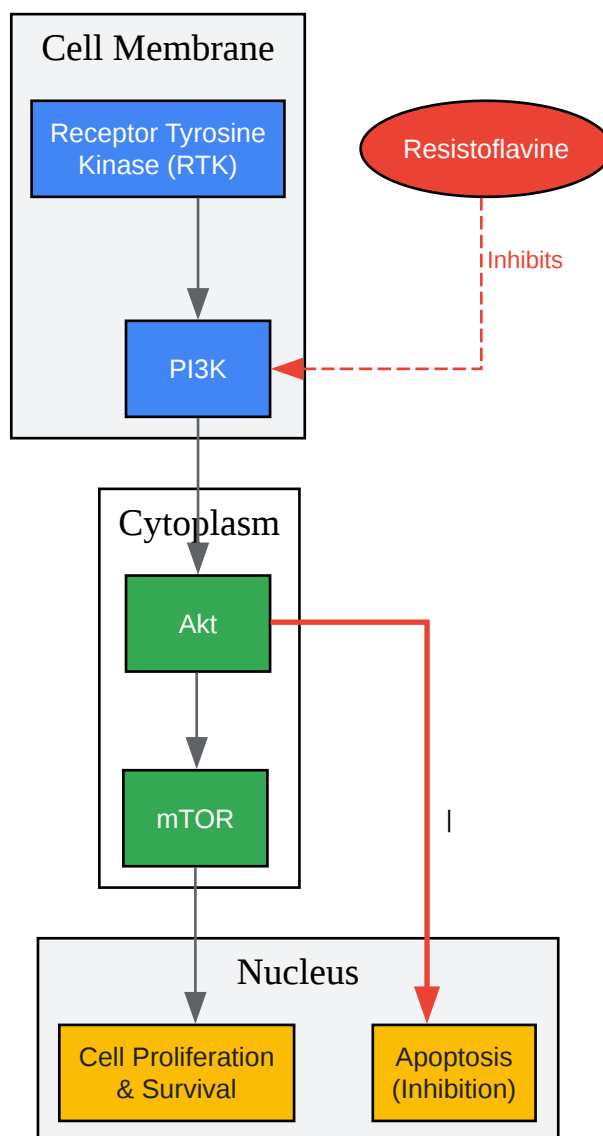 Cell Membrane
Receptor Tyrosine
Kinase (RTK)
Resistoflavine
Inhibits
PI3K
Cytoplasm
Akt
mTOR
|
Nucleus
Cell Proliferation
& Survival
Apoptosis
(Inhibition)